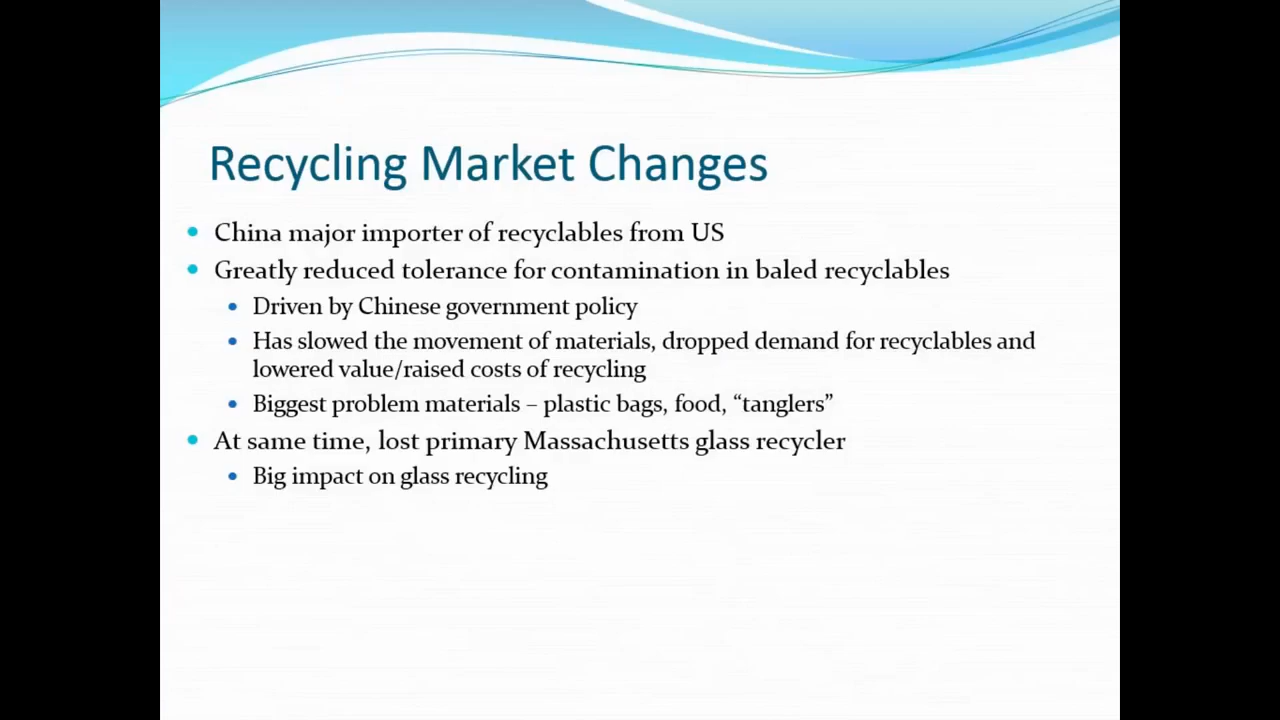 Recycling Market Changes
• China major importer of recyclables from US
• Greatly reduced tolerance for contamination in baled recyclables
• Driven by Chinese government policy
• Has slowed the movement of materials, dropped demand for recyclables and
lowered value/raised costs of recycling
• Biggest problem materials – plastic bags, food, “tanglers”
• At same time, lost primary Massachusetts glass recycler
• Big impact on glass recycling